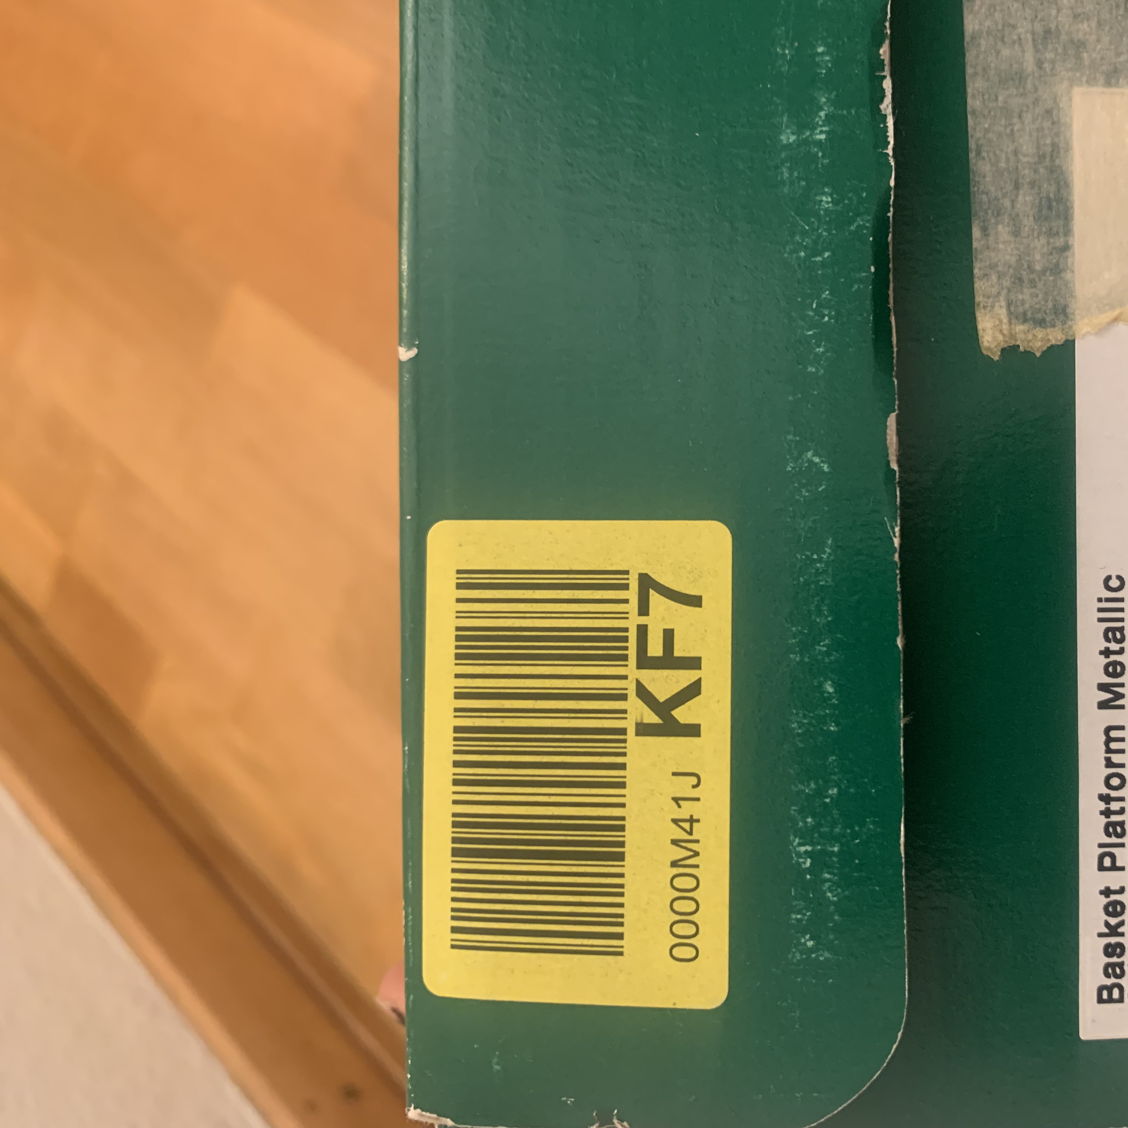 0000M41J KF7
Basket Platform Metallic